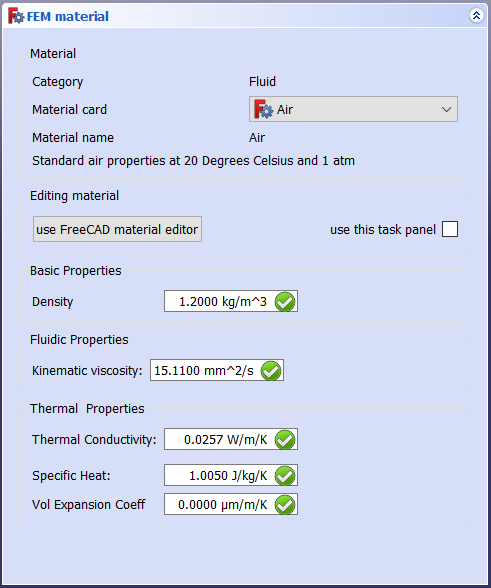 FEM material
Material
Category Fluid
Material card Air
Material name Air
Standard air properties at 20 Degrees Celsius and 1 atm
Editing material
use FreeCAD material editor use this task panel
Basic Properties
Density 1.2000 kg/m^3
Fluidic Properties
Kinematic viscosity: 15.1100 mm^2/s
Thermal Properties
Thermal Conductivity: 0.0257 W/m/K
Specific Heat: 1.0050 J/kg/K
Vol Expansion Coeff 0.0000 µm/m/K